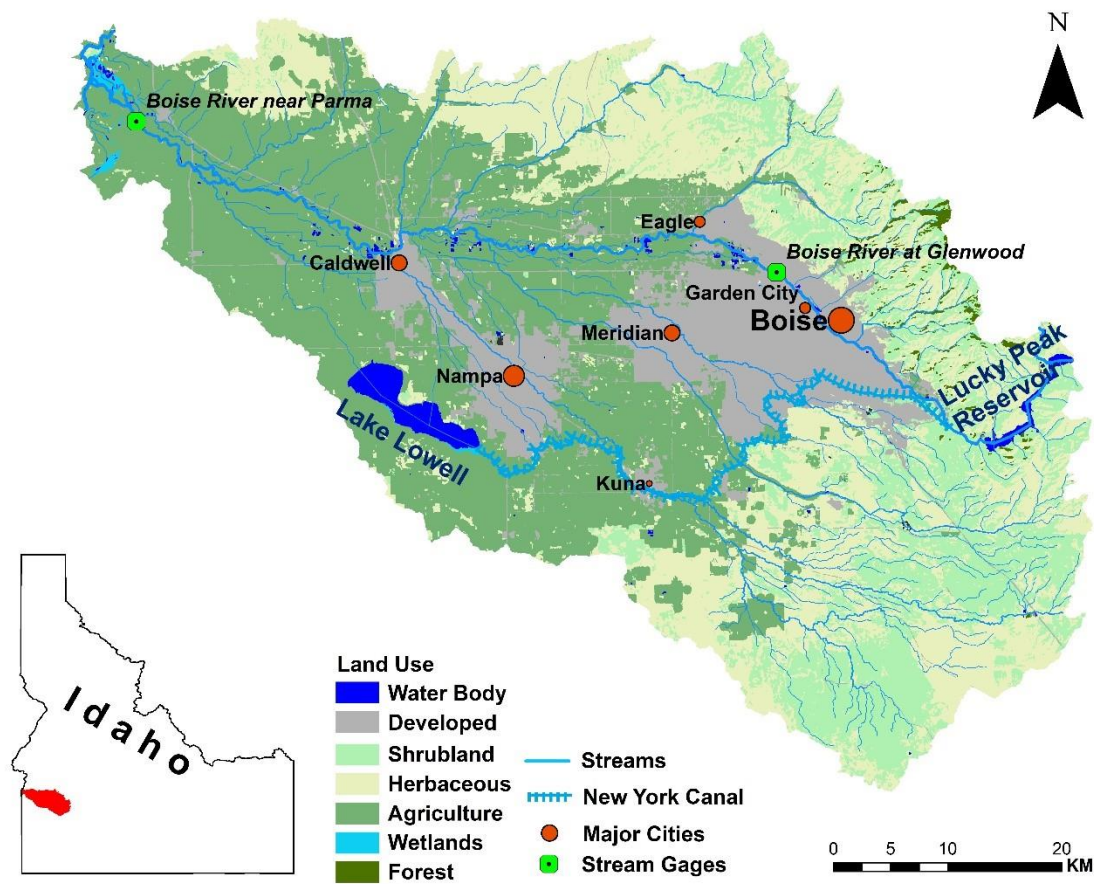 N
Boise River near Parma
Eagle
Boise River at Glenwood
Caldwell
Garden City
Boise
Meridian
Nampa
Lucky Peak
Reservoir
Lake Lowell
Kuna
Idaho
Land Use
Water Body
Developed
Shrubland
Herbaceous
Agriculture
Wetlands
Forest
Streams
New York Canal
Major Cities
Stream Gages
0 5 10 20
KM